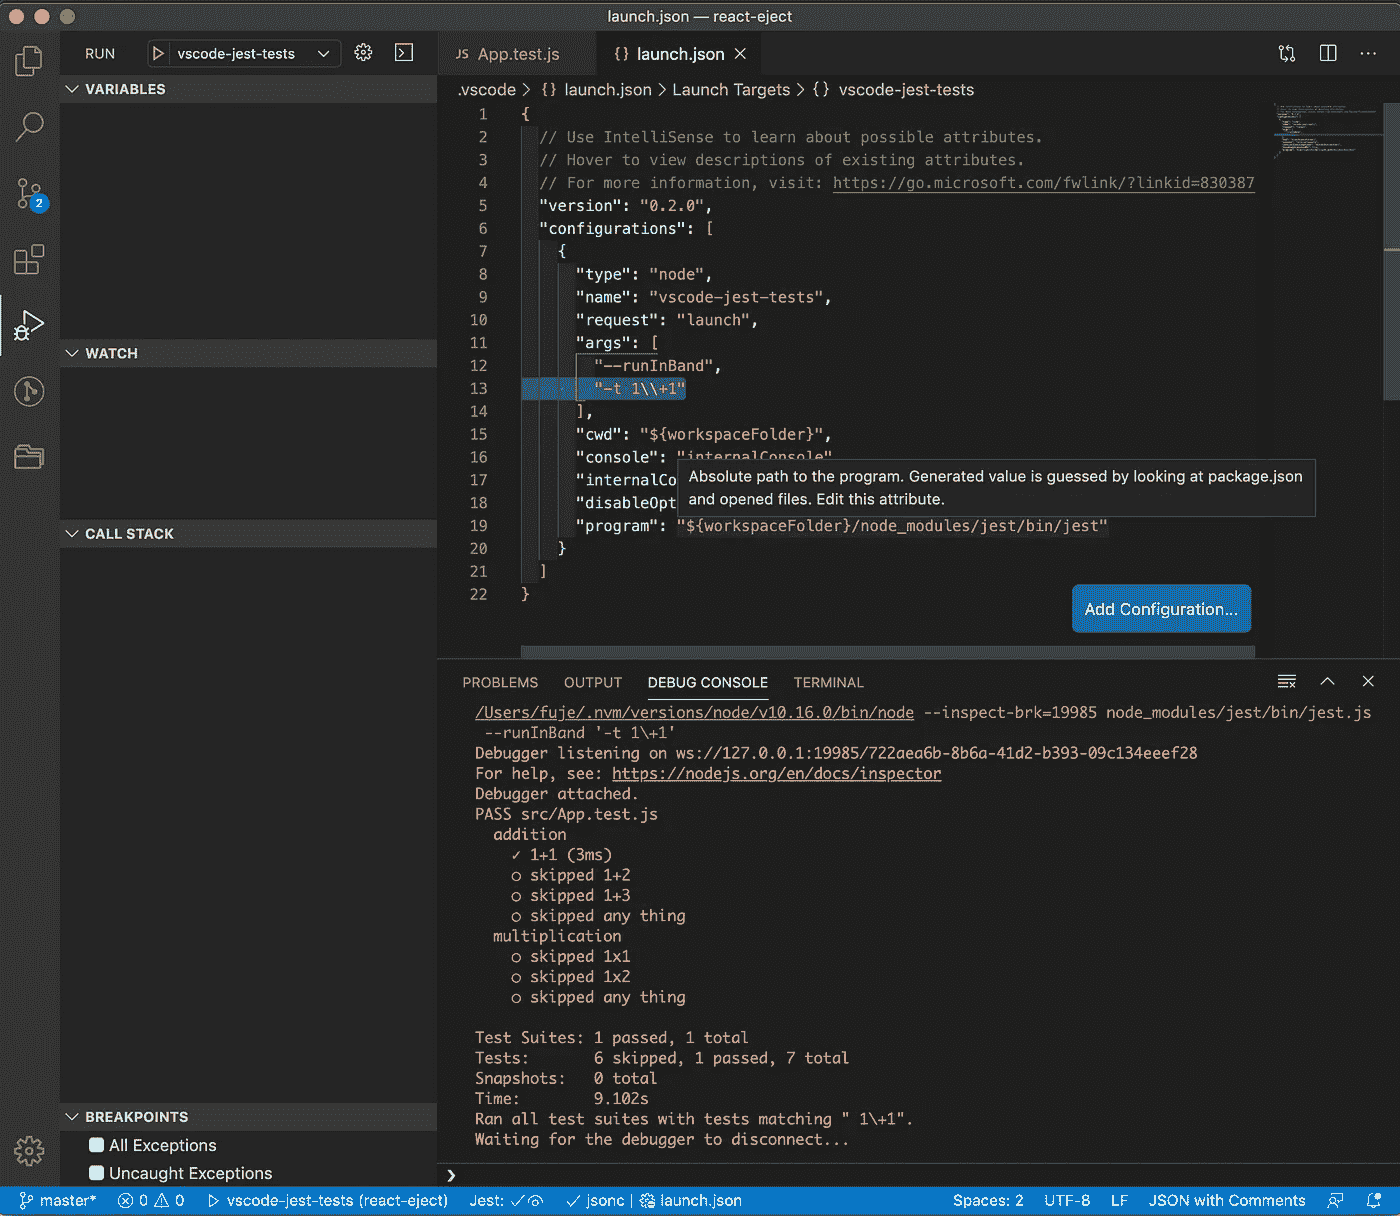 launch.json — react-eject
RUN
vscode-jest-tests
JS App.test.js
{} launch.json
VARIABLES
.vscode > {} launch.json > Launch Targets > {} vscode-jest-tests
1 {
2 // Use IntelliSense to learn about possible attributes.
3 // Hover to view descriptions of existing attributes.
4 // For more information, visit: https://go.microsoft.com/fwlink/?linkid=830387
5 "version": "0.2.0",
6 "configurations": [
7 {
8 "type": "node",
9 "name": "vscode-jest-tests",
10 "request": "launch",
11 "args": [
12 "--runInBand",
13 "-t 1\\+1"
14 ],
15 "cwd": "${workspaceFolder}",
16 "console": "internalConsole"
17 "internalCo
18 "disableOpt
Absolute path to the program. Generated value is guessed by looking at package.json
and opened files. Edit this attribute.
19 "program": "${workspaceFolder}/node_modules/jest/bin/jest"
20 }
21 ]
22 }
Add Configuration...
2
WATCH
CALL STACK
BREAKPOINTS
All Exceptions
Uncaught Exceptions
PROBLEMS
OUTPUT
DEBUG CONSOLE
TERMINAL
/Users/fuje/.nvm/versions/node/v10.16.0/bin/node --inspect-brk=19985 node_modules/jest/bin/jest.js
--runInBand '-t 1\+1'
Debugger listening on ws://127.0.0.1:19985/722aea6b-8b6a-41d2-b393-09c134eeef28
For help, see: https://nodejs.org/en/docs/inspector
Debugger attached.
PASS src/App.test.js
addition
✓ 1+1 (3ms)
○ skipped 1+2
○ skipped 1+3
○ skipped any thing
multiplication
○ skipped 1x1
○ skipped 1x2
○ skipped any thing
Test Suites: 1 passed, 1 total
Tests: 6 skipped, 1 passed, 7 total
Snapshots: 0 total
Time: 9.102s
Ran all test suites with tests matching " 1\+1".
Waiting for the debugger to disconnect...
master*
0 0
vscode-jest-tests (react-eject)
Jest: ✓
✓ jsonc | launch.json
Spaces: 2
UTF-8
LF
JSON with Comments